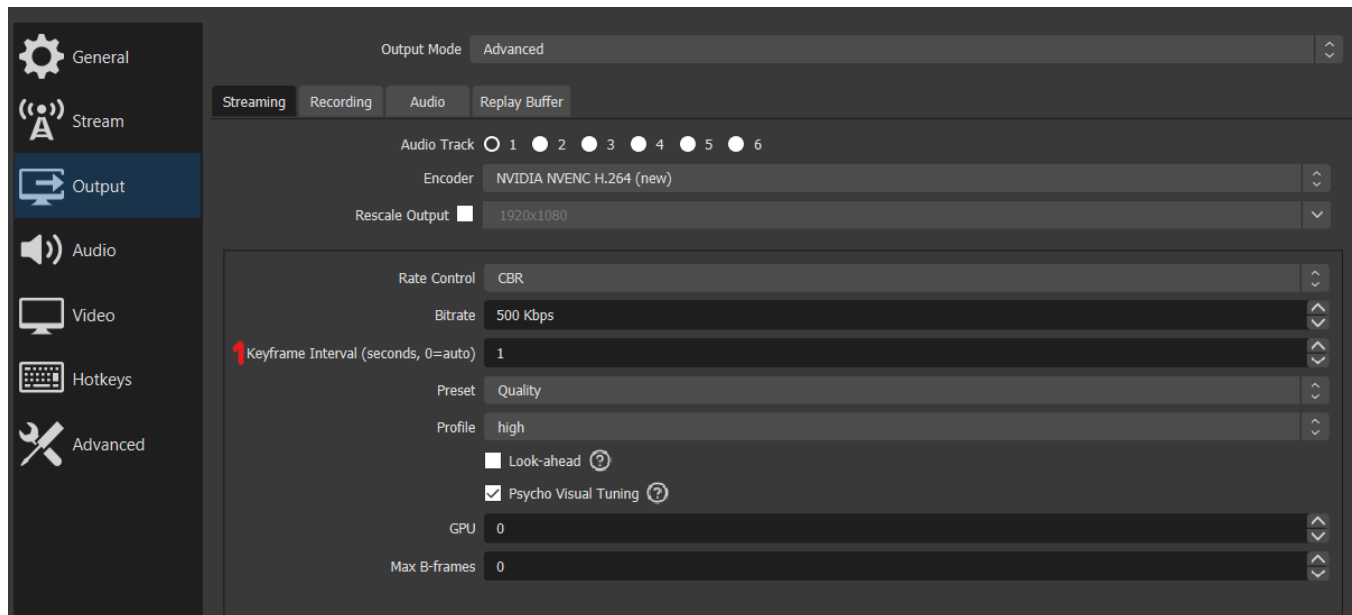 General
Stream
Output
Audio
Video
Hotkeys
Advanced
Output Mode Advanced
Streaming Recording Audio Replay Buffer
Audio Track 1 2 3 4 5 6
Encoder NVIDIA NVENC H.264 (new)
Rescale Output 1920x1080
Rate Control CBR
Bitrate 500 Kbps
1 Keyframe Interval (seconds, 0=auto) 1
Preset Quality
Profile high
Look-ahead ?
Psycho Visual Tuning ?
GPU 0
Max B-frames 0